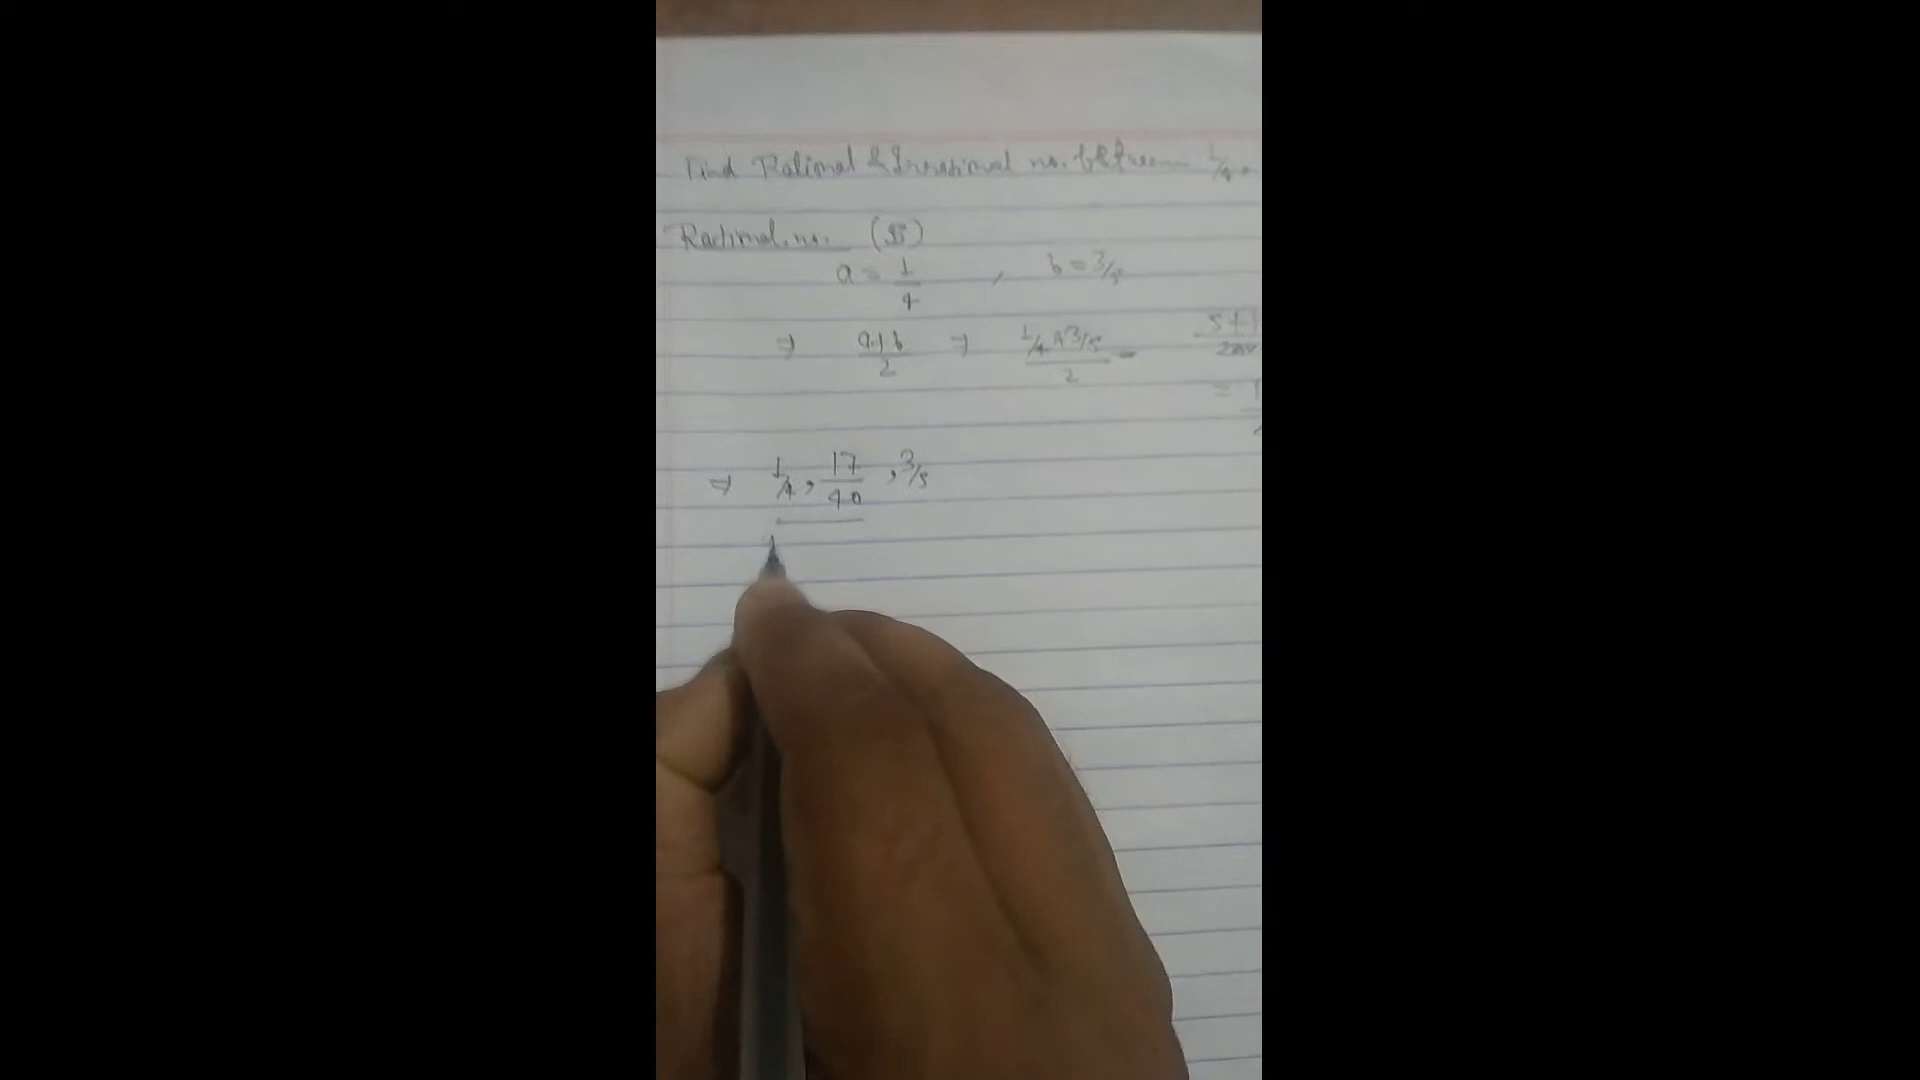 Find Rational & Irrational no. between 1/4,
Rational. no.
a = 1/4 , b = 3/5
⇒ a+b/2 ⇒ 1/4 + 3/5 / 2 =
⇒ 1/4, 17/40, 3/5